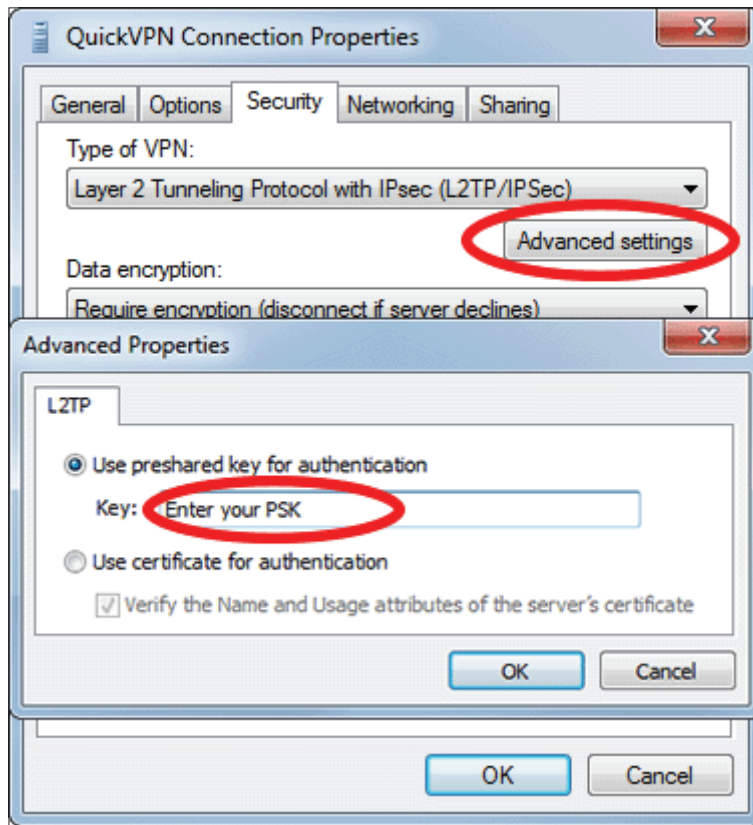 QuickVPN Connection Properties
General Options Security Networking Sharing
Type of VPN:
Layer 2 Tunneling Protocol with IPsec (L2TP/IPSec)
Advanced settings
Data encryption:
Require encryption (disconnect if server declines)
Advanced Properties
L2TP
Use preshared key for authentication
Key: Enter your PSK
Use certificate for authentication
Verify the Name and Usage attributes of the server's certificate
OK Cancel
OK Cancel